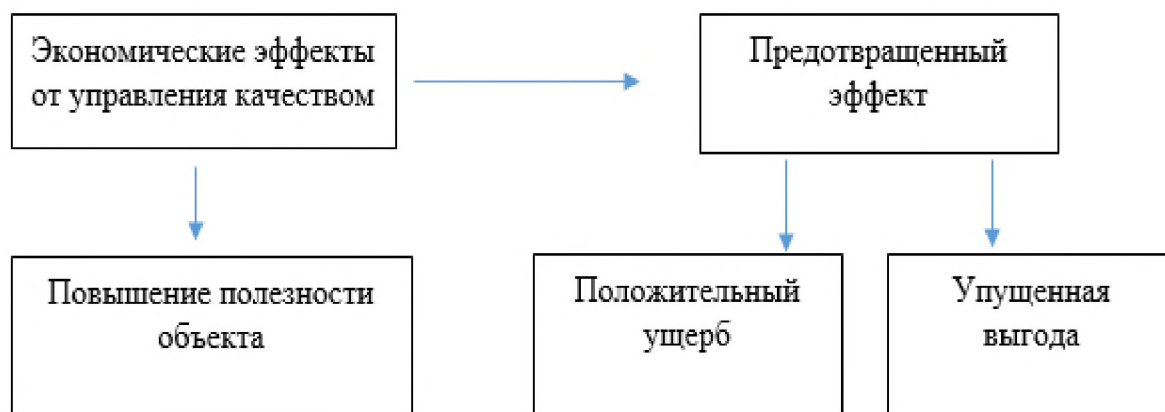 Экономические эффекты
от управления качеством
Предотвращенный
эффект
Повышение полезности
объекта
Положительный
ущерб
Упущенная
выгода